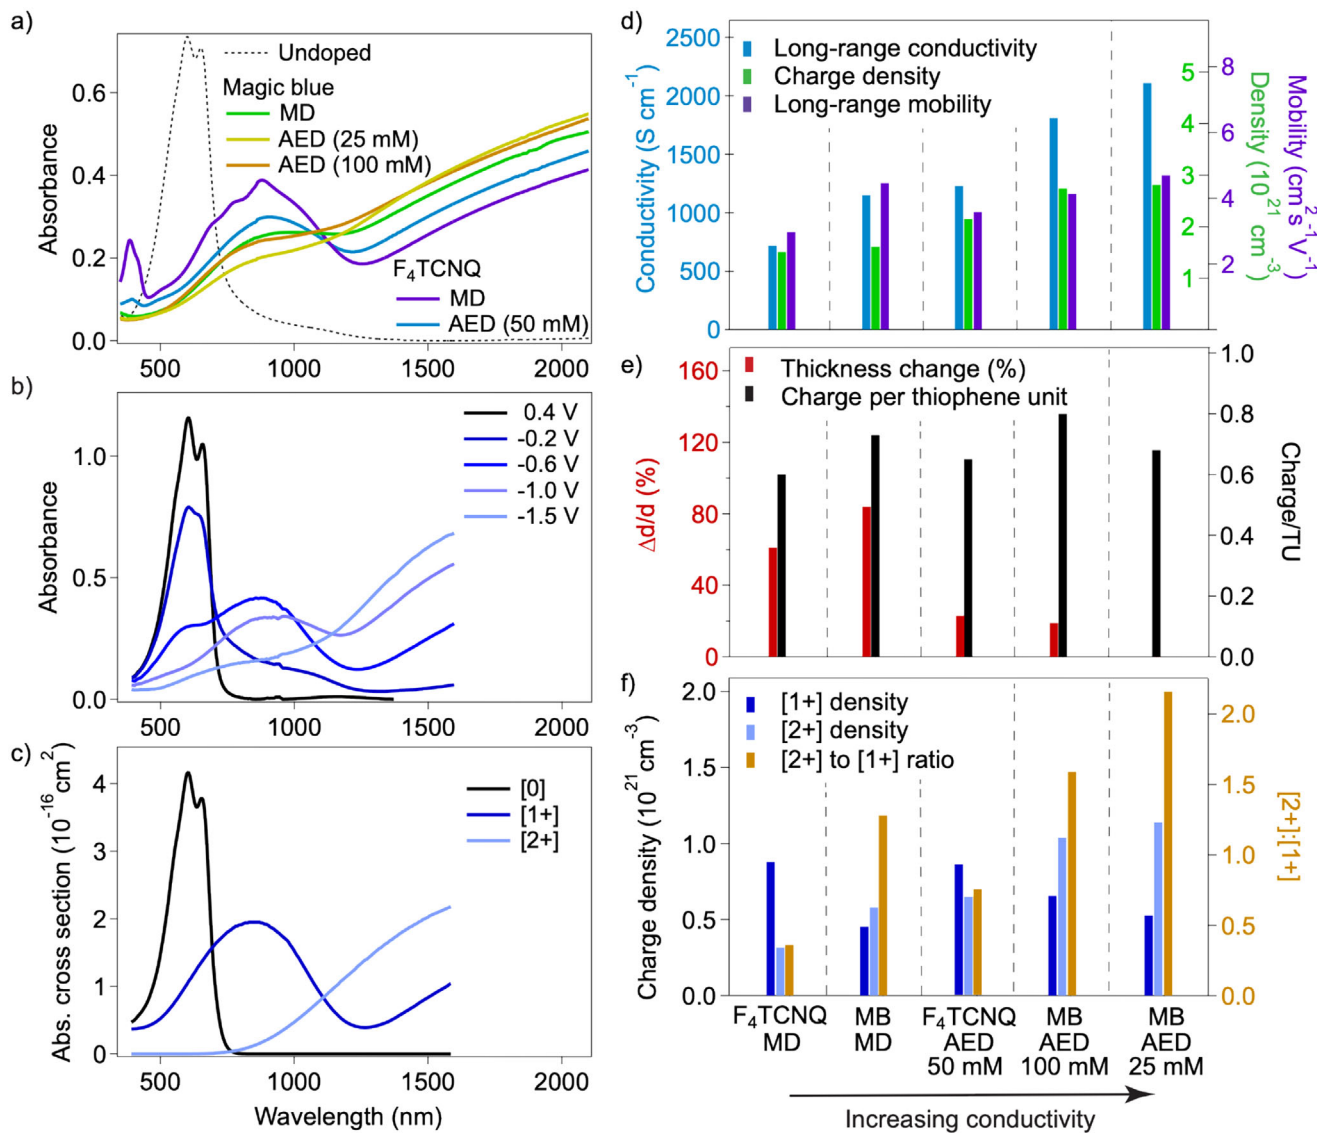 a)
Absorbance
0.6
0.4
0.2
0.0
500
1000
1500
2000
Undoped
Magic blue
MD
AED (25 mM)
AED (100 mM)
F₄TCNQ
MD
AED (50 mM)
b)
Absorbance
1.0
0.5
0.0
500
1000
1500
2000
0.4 V
-0.2 V
-0.6 V
-1.0 V
-1.5 V
c)
Abs. cross section (10⁻¹⁶ cm²)
4
3
2
1
0
500
1000
1500
2000
[0]
[1+]
[2+]
Wavelength (nm)
d)
Conductivity (S cm⁻¹)
2500
2000
1500
1000
500
0
Long-range conductivity
Charge density
Long-range mobility
5
4
3
2
1
Density (10²¹ cm⁻³)
8
6
4
2
Mobility (cm²s⁻¹V⁻¹)
e)
Δd/d (%)
160
120
80
40
0
Thickness change (%)
Charge per thiophene unit
1.0
0.8
0.6
0.4
0.2
0.0
Charge/TU
f)
Charge density (10²¹ cm⁻³)
2.0
1.5
1.0
0.5
0.0
[1+] density
[2+] density
[2+] to [1+] ratio
2.0
1.5
1.0
0.5
0.0
[2+]:[1+]
F₄TCNQ
MD
MB
MD
F₄TCNQ
AED
50 mM
MB
AED
100 mM
MB
AED
25 mM
Increasing conductivity